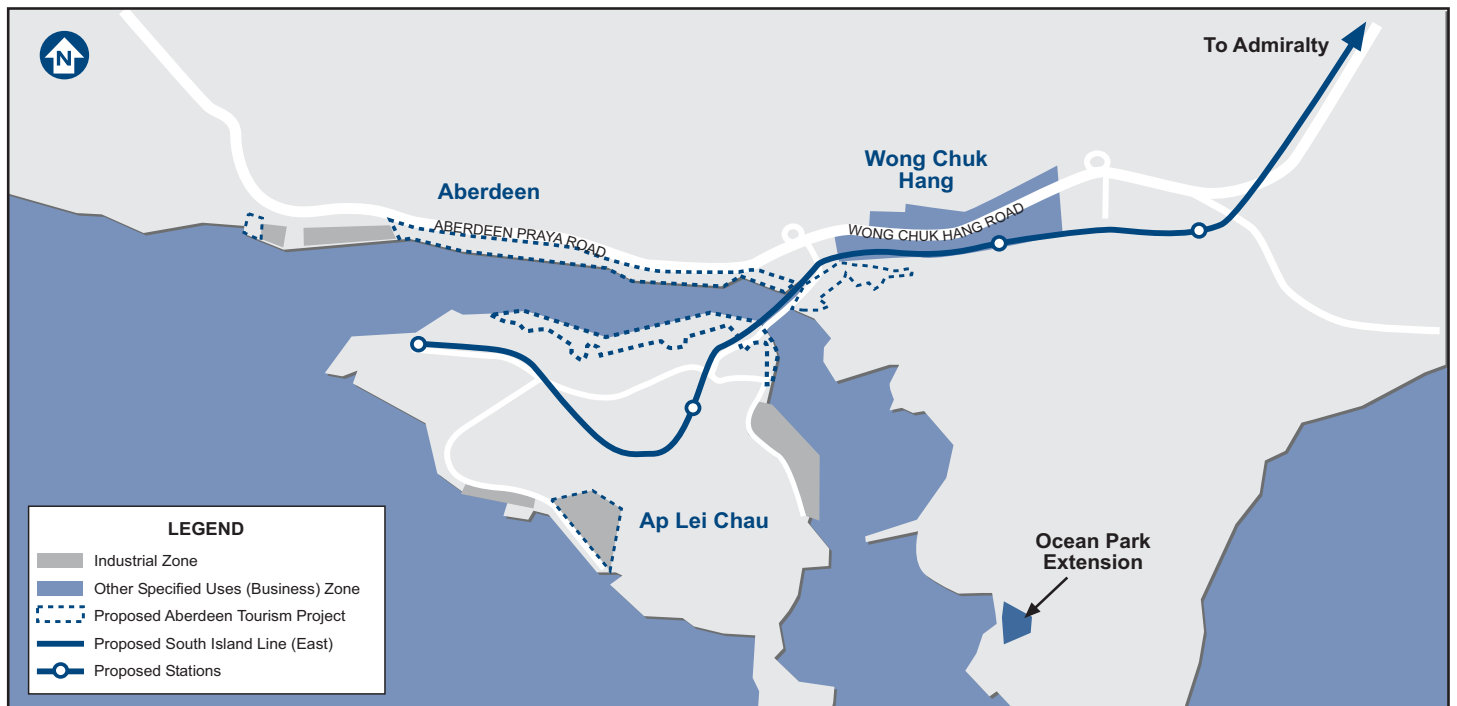 N
To Admiralty
Wong Chuk
Hang
Aberdeen
ABERDEEN PRAYA ROAD
WONG CHUK HANG ROAD
Ap Lei Chau
Ocean Park
Extension
LEGEND
Industrial Zone
Other Specified Uses (Business) Zone
Proposed Aberdeen Tourism Project
Proposed South Island Line (East)
Proposed Stations